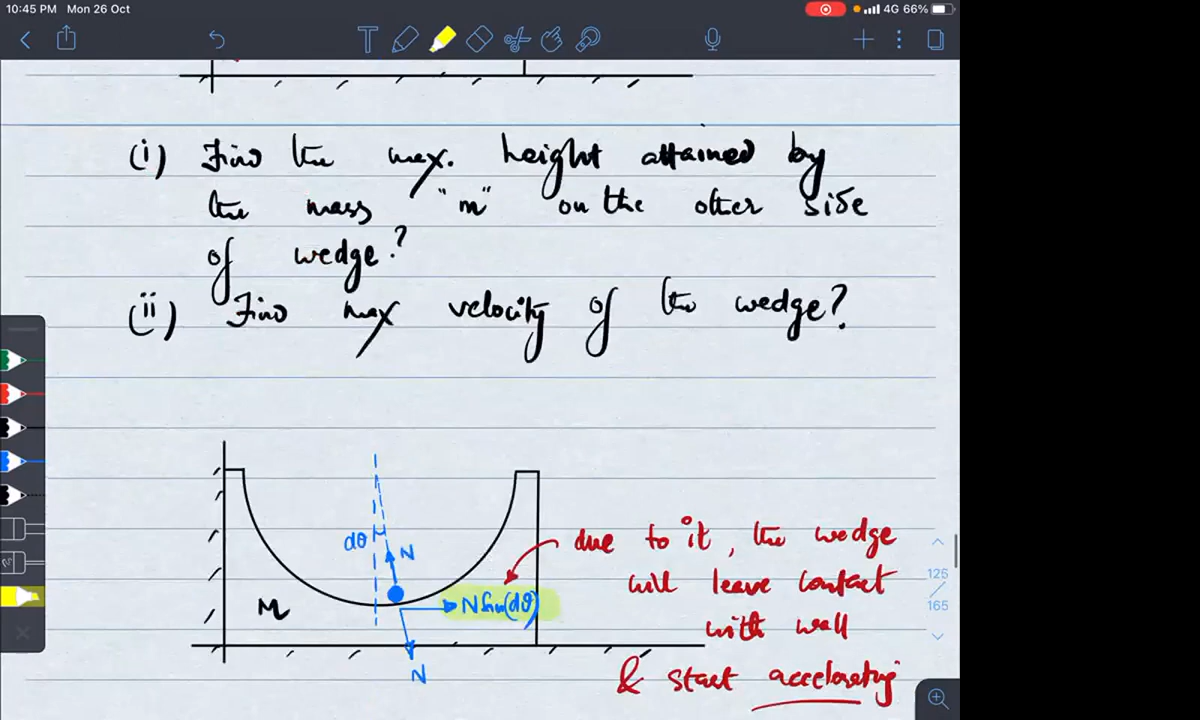 10:45 PM Mon 26 Oct
4G 66%
(i) Find the max. height attained by
the mass "m" on the other side
of wedge?
(ii) Find max velocity of the wedge?
dθ
N
N sin(dθ)
M
N
due to it, the wedge
will leave contact
with wall
& start accelerating
125
165